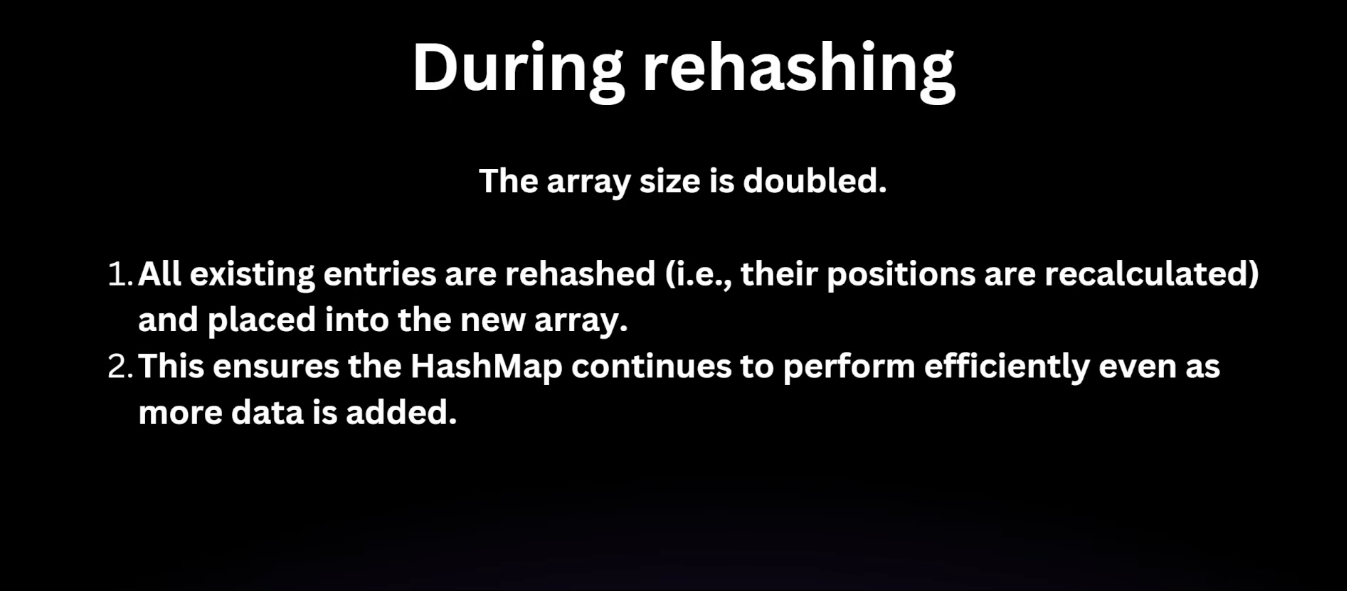 During rehashing
The array size is doubled.
1. All existing entries are rehashed (i.e., their positions are recalculated)
and placed into the new array.
2. This ensures the HashMap continues to perform efficiently even as
more data is added.